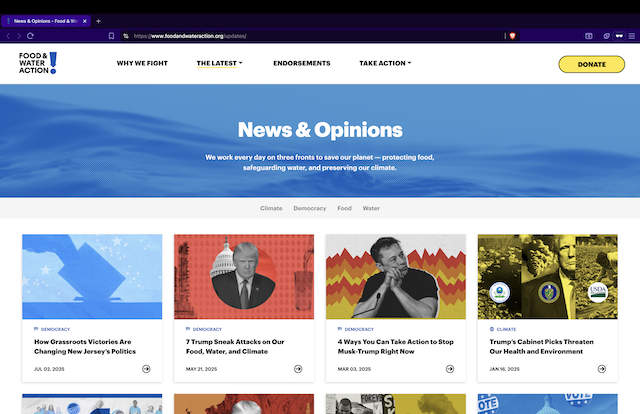 News & Opinions – Food & W
https://www.foodandwateraction.org/updates/
FOOD &
WATER
ACTION
WHY WE FIGHT
THE LATEST
ENDORSEMENTS
TAKE ACTION
DONATE
News & Opinions
We work every day on three fronts to save our planet — protecting food,
safeguarding water, and preserving our climate.
Climate
Democracy
Food
Water
DEMOCRACY
How Grassroots Victories Are
Changing New Jersey's Politics
JUL 02, 2025
DEMOCRACY
7 Trump Sneak Attacks on Our
Food, Water, and Climate
MAY 21, 2025
DEMOCRACY
4 Ways You Can Take Action to Stop
Musk-Trump Right Now
MAR 03, 2025
USDA
CLIMATE
Trump's Cabinet Picks Threaten
Our Health and Environment
JAN 16, 2025
VOTE
VOTE